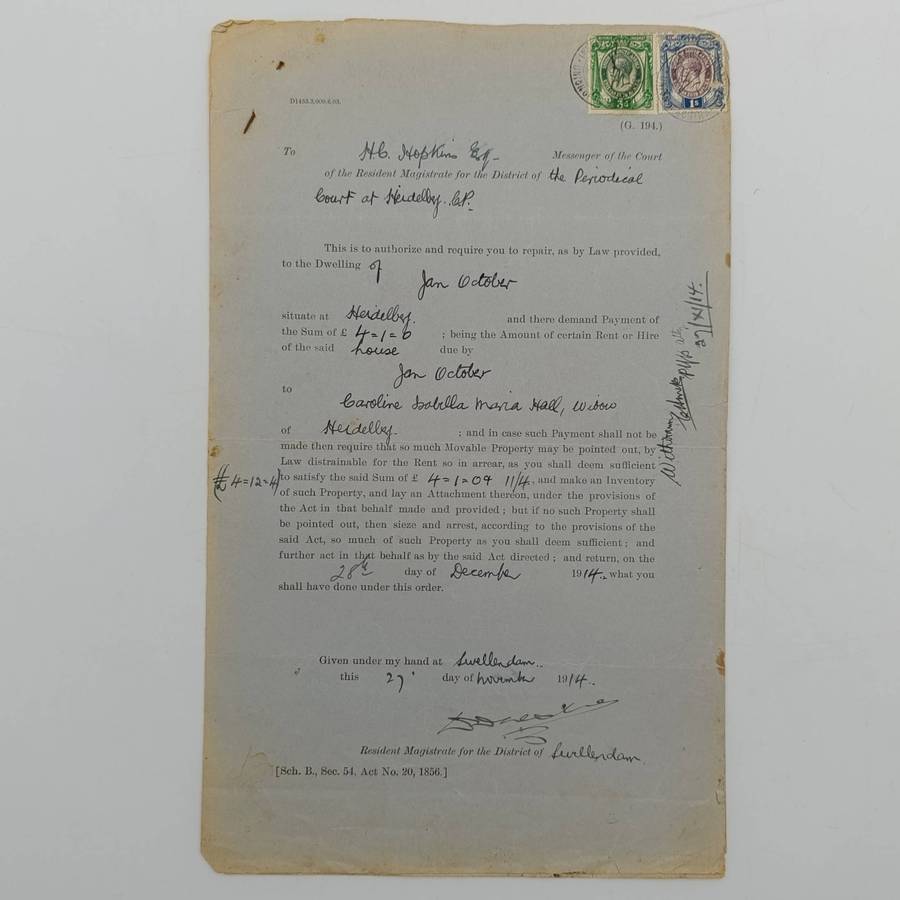 D1453.3,000.6.03.
(G. 194.)
To H.C. Hopkins Esq Messenger of the Court
of the Resident Magistrate for the District of the Periodical
Court at Heidelbg. C.P.
This is to authorize and require you to repair, as by Law provided,
to the Dwelling of
Jan October
situate at Heidelbg. and there demand Payment of
the Sum of £ 4=1=0 ; being the Amount of certain Rent or Hire
of the said house due by
Jan October
to
Caroline Isabella Maria Hall, Widow
of Heidelbg. ; and in case such Payment shall not be
made then require that so much Movable Property may be pointed out, by
Law distrainable for the Rent so in arrear, as you shall deem sufficient
(£4=12=4) to satisfy the said Sum of £ 4=1=0 & 11/4, and make an Inventory
of such Property, and lay an Attachment thereon, under the provisions of
the Act in that behalf made and provided ; but if no such Property shall
be pointed out, then sieze and arrest, according to the provisions of the
said Act, so much of such Property as you shall deem sufficient ; and
further act in that behalf as by the said Act directed ; and return, on the
28th day of December 1914. what you
shall have done under this order.
Given under my hand at Swellendam.
this 27 day of November 1914.
Resident Magistrate for the District of Swellendam.
[Sch. B., Sec. 54, Act No. 20, 1856.]
Withdrawn
27/XI/14.
1s